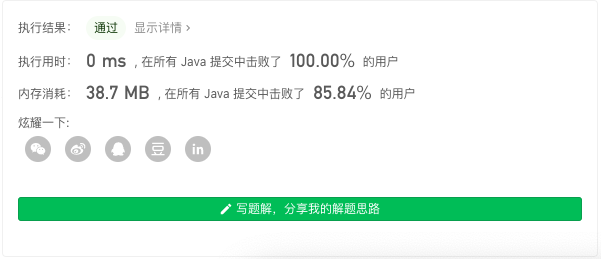 执行结果： 通过 显示详情 ›
执行用时： 0 ms , 在所有 Java 提交中击败了 100.00% 的用户
内存消耗： 38.7 MB , 在所有 Java 提交中击败了 85.84% 的用户
炫耀一下:
豆 in
写题解，分享我的解题思路